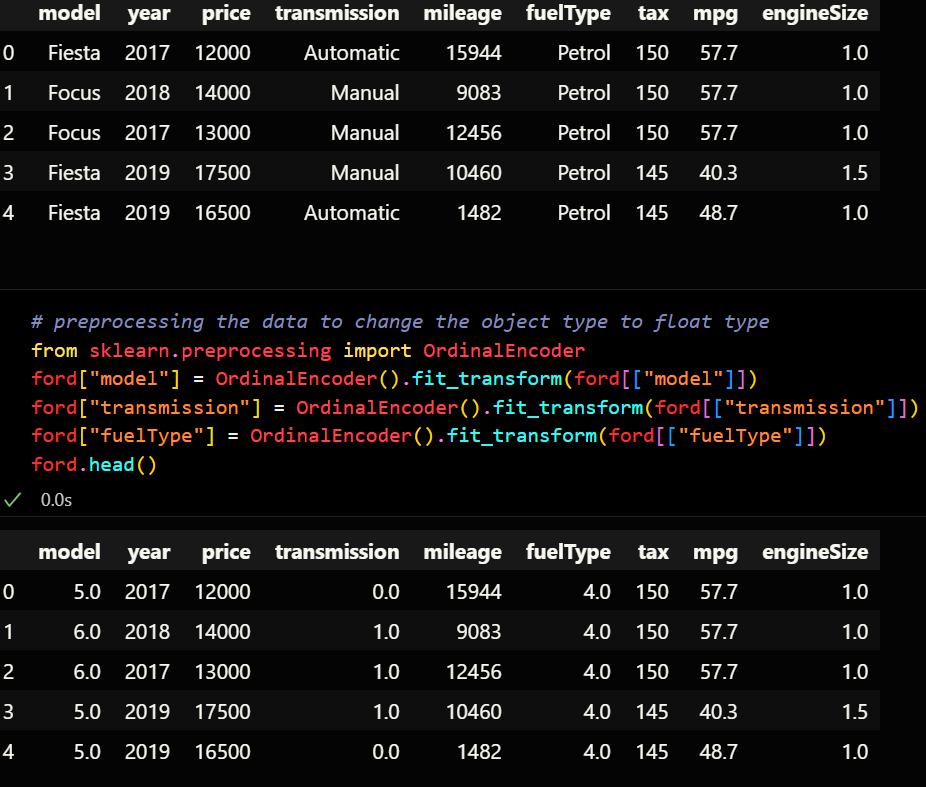 model year price transmission mileage fuelType tax mpg engineSize
0 Fiesta 2017 12000 Automatic 15944 Petrol 150 57.7 1.0
1 Focus 2018 14000 Manual 9083 Petrol 150 57.7 1.0
2 Focus 2017 13000 Manual 12456 Petrol 150 57.7 1.0
3 Fiesta 2019 17500 Manual 10460 Petrol 145 40.3 1.5
4 Fiesta 2019 16500 Automatic 1482 Petrol 145 48.7 1.0
# preprocessing the data to change the object type to float type
from sklearn.preprocessing import OrdinalEncoder
ford["model"] = OrdinalEncoder().fit_transform(ford[["model"]])
ford["transmission"] = OrdinalEncoder().fit_transform(ford[["transmission"]])
ford["fuelType"] = OrdinalEncoder().fit_transform(ford[["fuelType"]])
ford.head()
0.0s
model year price transmission mileage fuelType tax mpg engineSize
0 5.0 2017 12000 0.0 15944 4.0 150 57.7 1.0
1 6.0 2018 14000 1.0 9083 4.0 150 57.7 1.0
2 6.0 2017 13000 1.0 12456 4.0 150 57.7 1.0
3 5.0 2019 17500 1.0 10460 4.0 145 40.3 1.5
4 5.0 2019 16500 0.0 1482 4.0 145 48.7 1.0